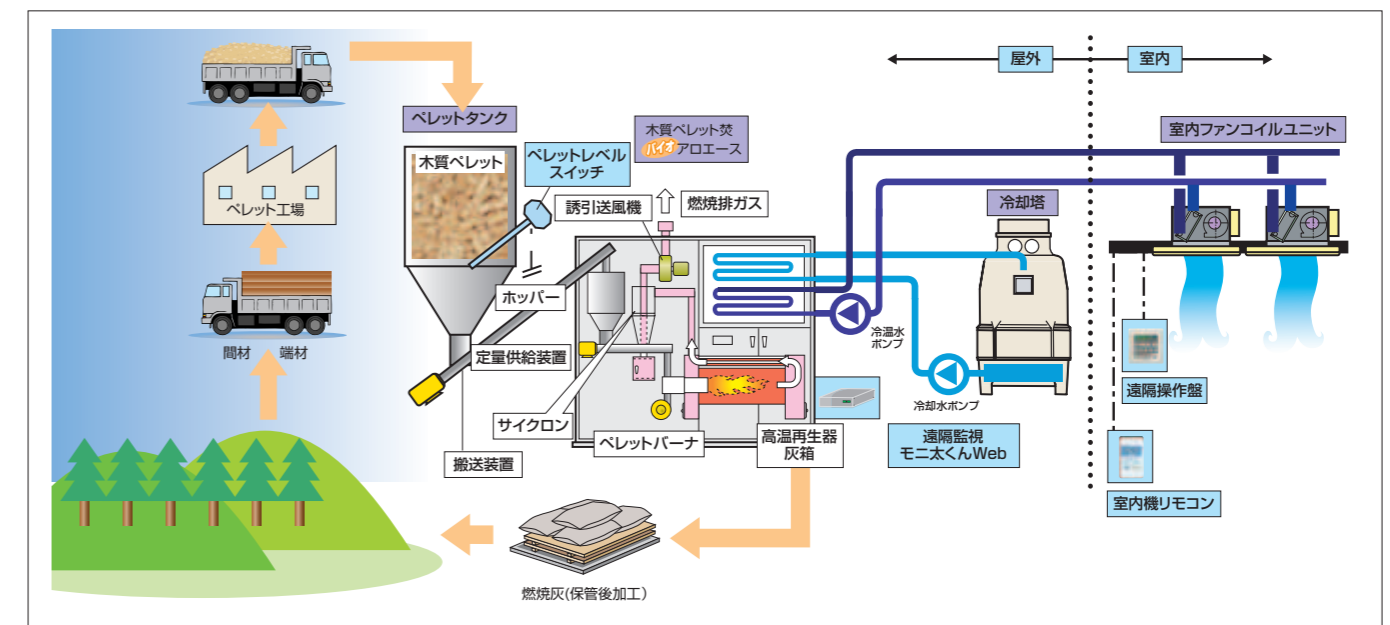 屋外
室内
ペレットタンク
木質ペレット焚
バイオアロエース
室内ファンコイルユニット
木質ペレット
ペレットレベル
スイッチ
誘引送風機
燃焼排ガス
冷却塔
ペレット工場
ホッパー
冷温水
ポンプ
間材
端材
定量供給装置
遠隔操作盤
冷却水ポンプ
サイクロン
ペレットバーナ
高温再生器
灰箱
遠隔監視
モニ太くんWeb
搬送装置
室内機リモコン
燃焼灰(保管後加工)